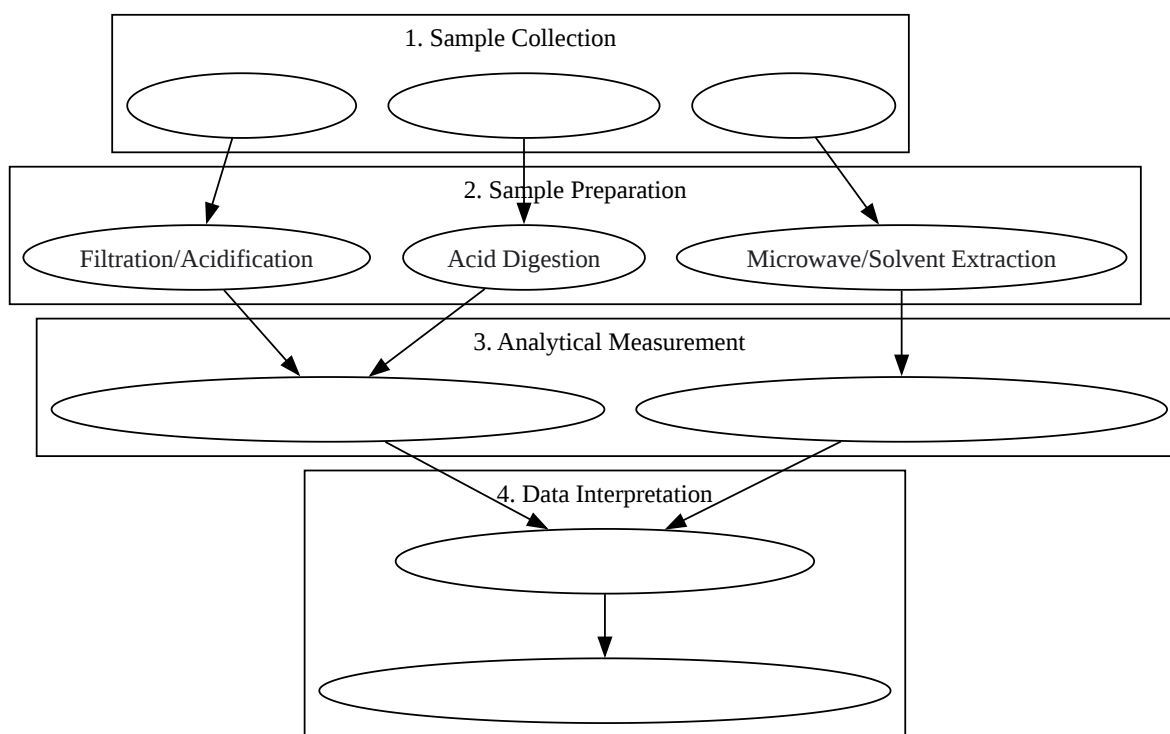 1. Sample Collection
2. Sample Preparation
Filtration/Acidification
Acid Digestion
Microwave/Solvent Extraction
3. Analytical Measurement
4. Data Interpretation